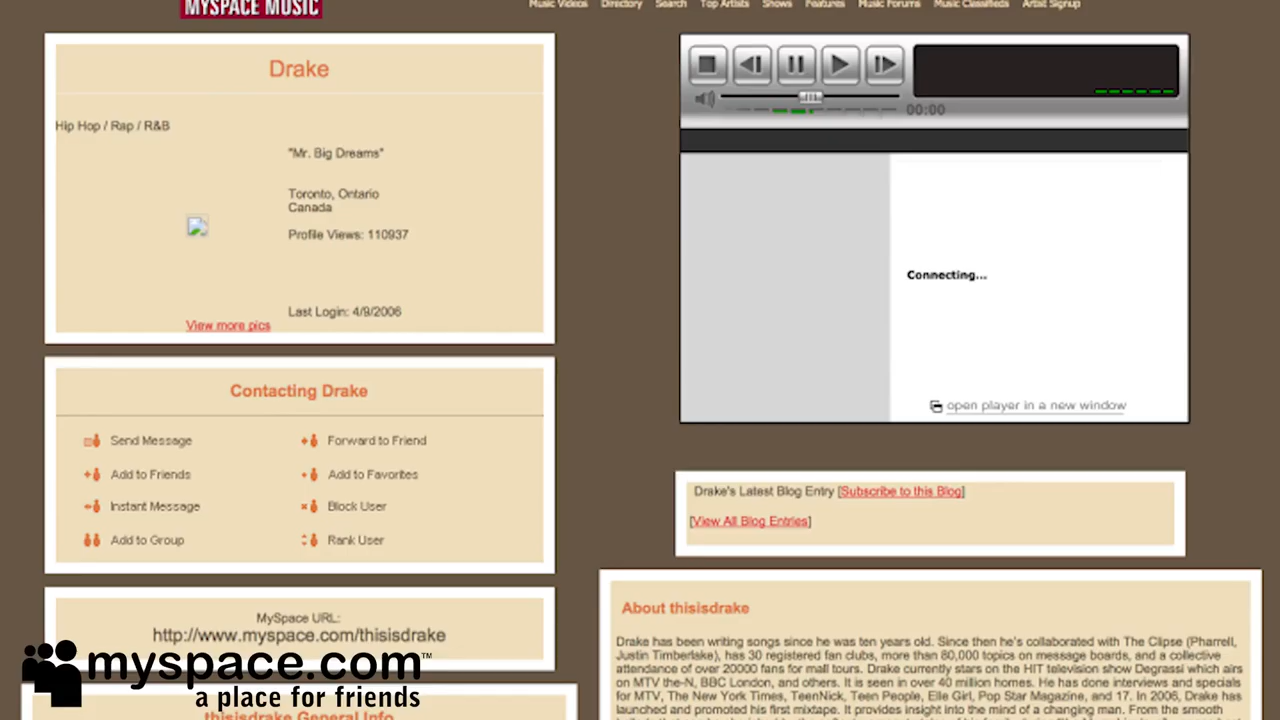 MYSPACE MUSIC
Music Videos Directory Search Top Artists Shows Features Music Forums Music Classifieds Artist Signup
Drake
Hip Hop / Rap / R&B
"Mr. Big Dreams"
Toronto, Ontario
Canada
Profile Views: 110937
Last Login: 4/9/2006
View more pics
Contacting Drake
Send Message
Forward to Friend
Add to Friends
Add to Favorites
Instant Message
Block User
Add to Group
Rank User
MySpace URL:
http://www.myspace.com/thisisdrake
myspace.com™
a place for friends
thisisdrake General Info
00:00
Connecting...
open player in a new window
Drake's Latest Blog Entry [Subscribe to this Blog]
[View All Blog Entries]
About thisisdrake
Drake has been writing songs since he was ten years old. Since then he's collaborated with The Clipse (Pharrell,
Justin Timberlake), has 30 registered fan clubs, more than 80,000 topics on message boards, and a collective
attendance of over 20000 fans for mall tours. Drake currently stars on the HIT television show Degrassi which airs
on MTV the-N, BBC London, and others. It is seen in over 40 million homes. He has done interviews and specials
for MTV, The New York Times, TeenNick, Teen People, Elle Girl, Pop Star Magazine, and 17. In 2006, Drake has
launched and promoted his first mixtape. It provides insight into the mind of a changing man. From the smooth